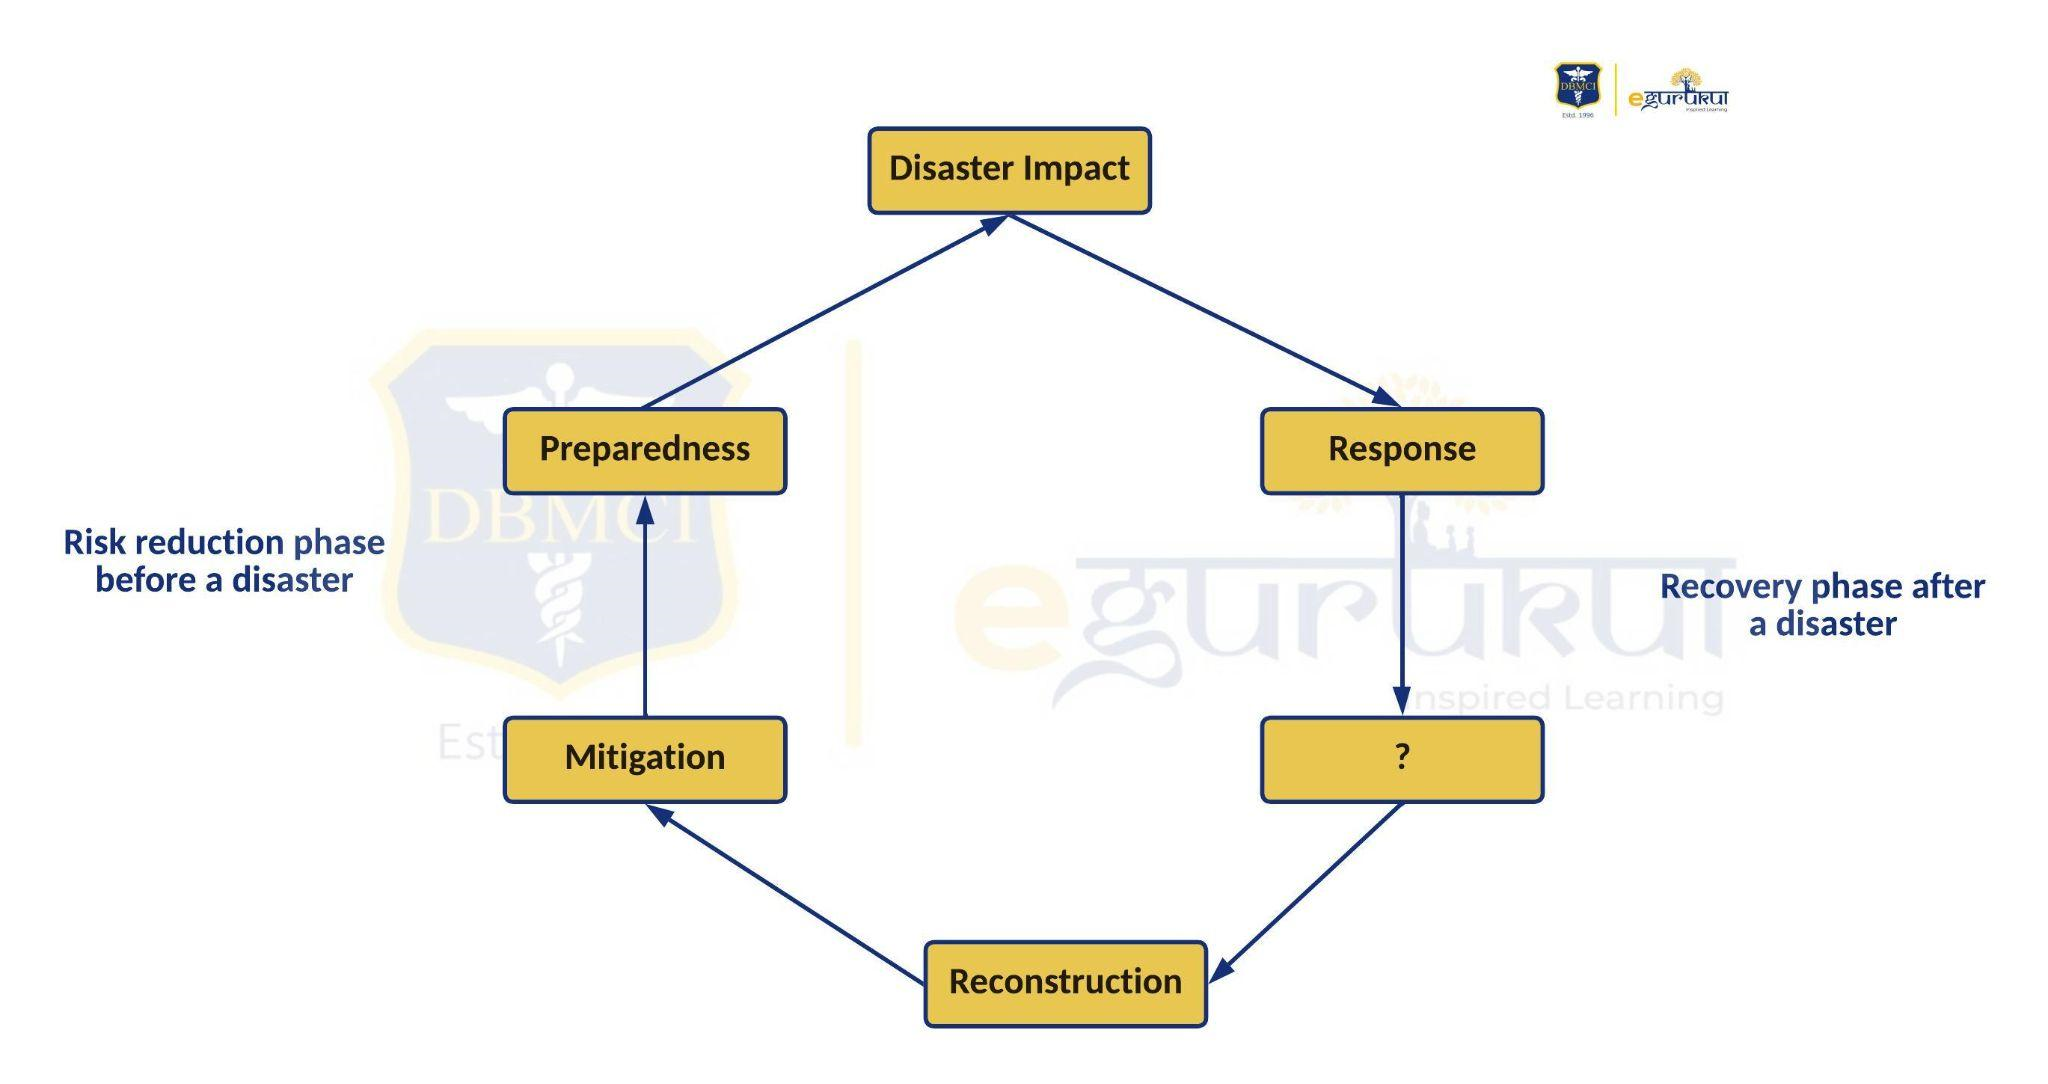 DBMCI
Estd. 1996
egurukul
Inspired Learning
Disaster Impact
Preparedness
Response
DBMCI
Risk reduction phase
before a disaster
egurukul
Recovery phase after
a disaster
Inspired Learning
Mitigation
?
Est
Reconstruction